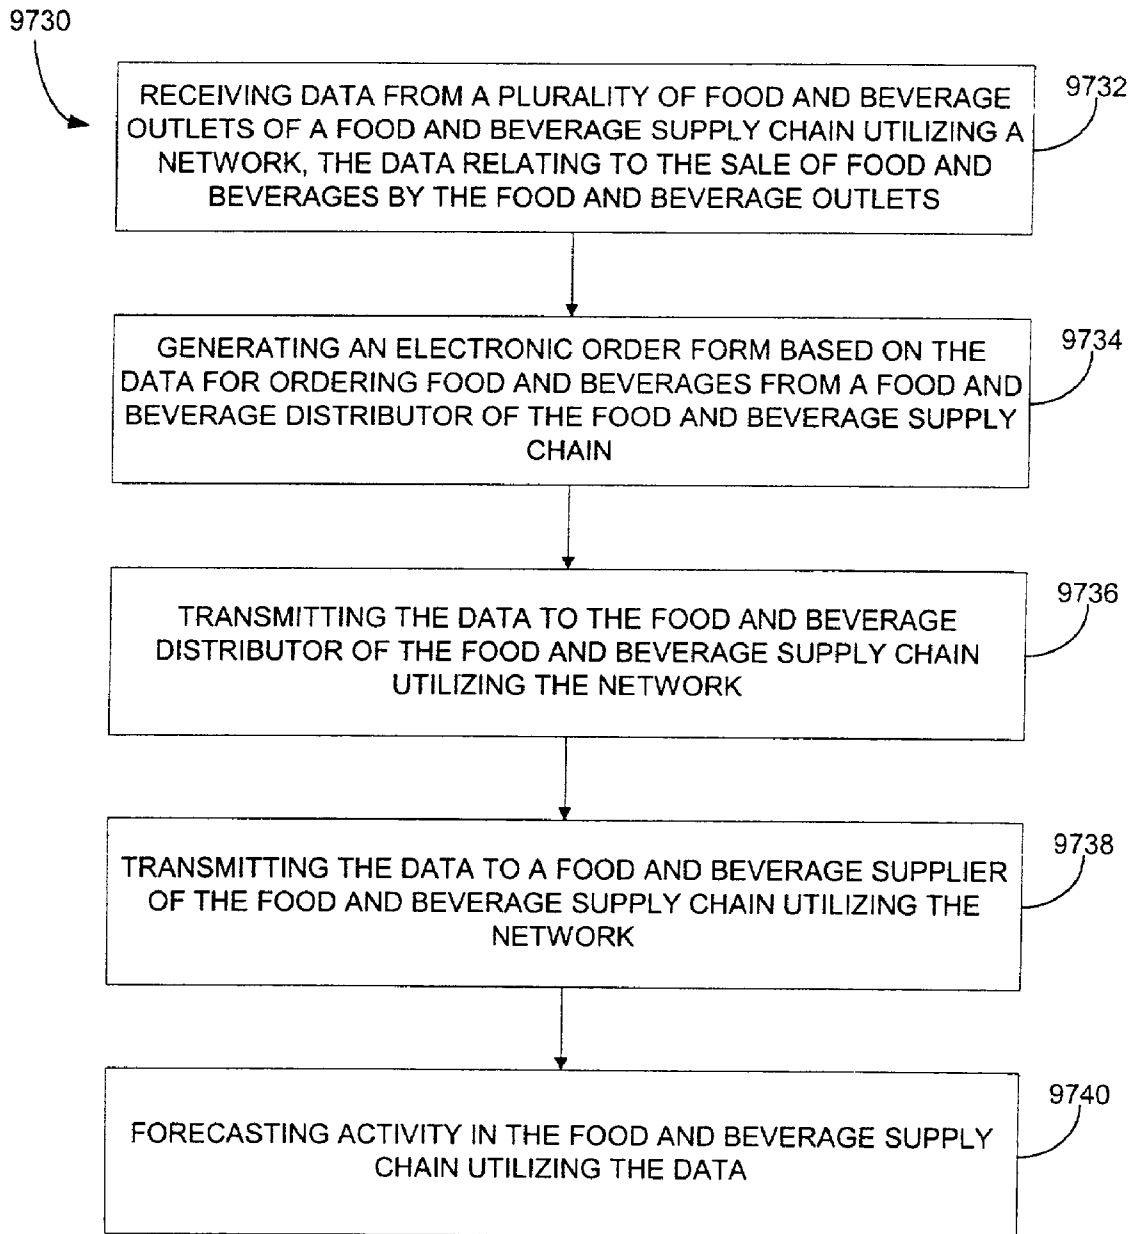 9730
RECEIVING DATA FROM A PLURALITY OF FOOD AND BEVERAGE
OUTLETS OF A FOOD AND BEVERAGE SUPPLY CHAIN UTILIZING A
NETWORK, THE DATA RELATING TO THE SALE OF FOOD AND
BEVERAGES BY THE FOOD AND BEVERAGE OUTLETS
9732
GENERATING AN ELECTRONIC ORDER FORM BASED ON THE
DATA FOR ORDERING FOOD AND BEVERAGES FROM A FOOD AND
BEVERAGE DISTRIBUTOR OF THE FOOD AND BEVERAGE SUPPLY
CHAIN
9734
TRANSMITTING THE DATA TO THE FOOD AND BEVERAGE
DISTRIBUTOR OF THE FOOD AND BEVERAGE SUPPLY CHAIN
UTILIZING THE NETWORK
9736
TRANSMITTING THE DATA TO A FOOD AND BEVERAGE SUPPLIER
OF THE FOOD AND BEVERAGE SUPPLY CHAIN UTILIZING THE
NETWORK
9738
FORECASTING ACTIVITY IN THE FOOD AND BEVERAGE SUPPLY
CHAIN UTILIZING THE DATA
9740